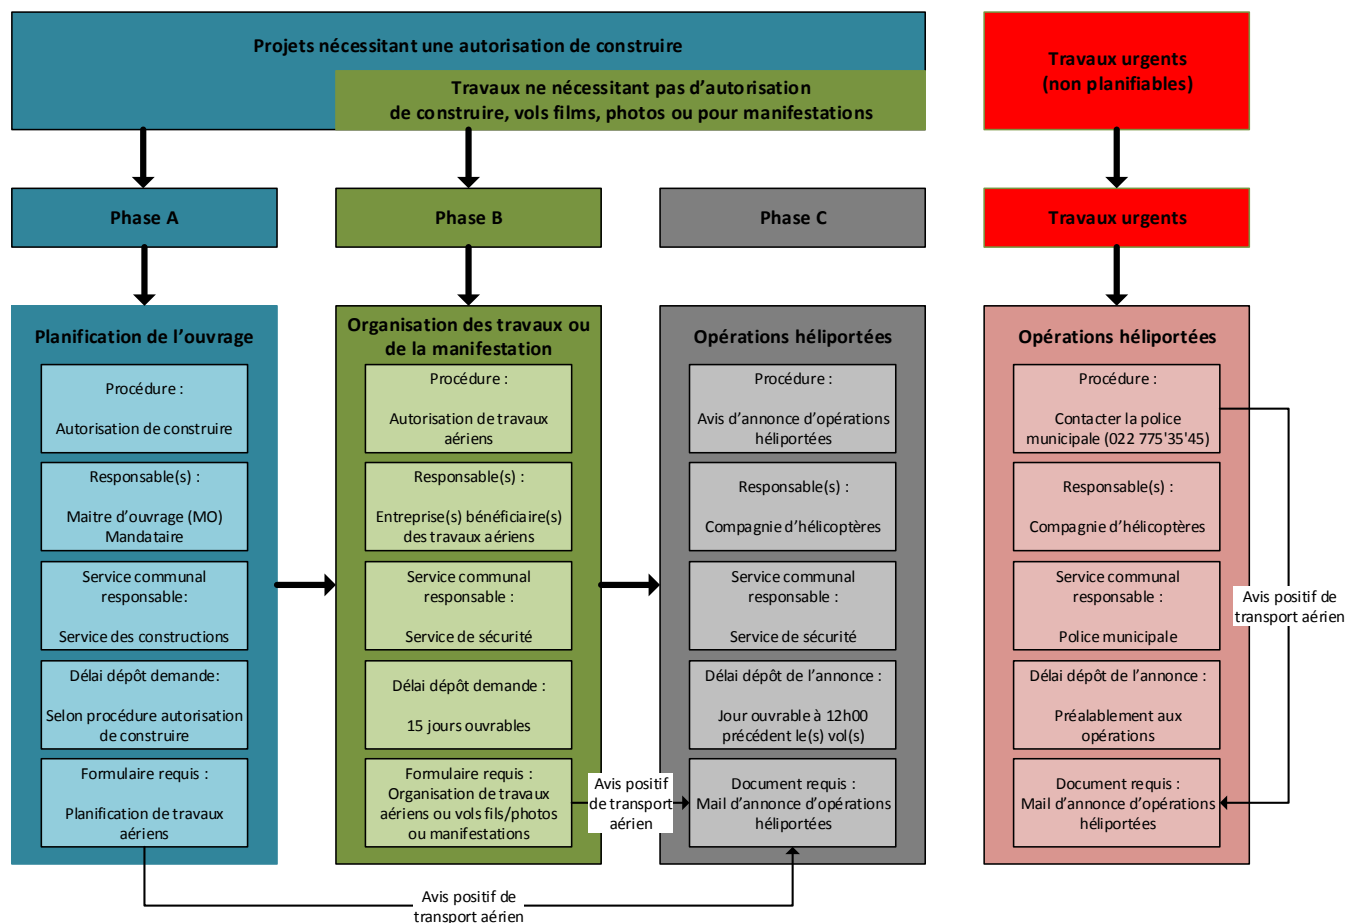 Projets nécessitant une autorisation de construire
Travaux ne nécessitant pas d'autorisation
de construire, vols films, photos ou pour manifestations
Travaux urgents
(non planifiables)
Phase A
Phase B
Phase C
Travaux urgents
Planification de l'ouvrage
Procédure :
Autorisation de construire
Responsable(s) :
Maitre d'ouvrage (MO)
Mandataire
Service communal
responsable:
Service des constructions
Délai dépôt demande:
Selon procédure autorisation
de construire
Formulaire requis :
Planification de travaux
aériens
Organisation des travaux ou
de la manifestation
Procédure :
Autorisation de travaux
aériens
Responsable(s) :
Entreprise(s) bénéficiaire(s)
des travaux aériens
Service communal
responsable :
Service de sécurité
Délai dépôt demande :
15 jours ouvrables
Formulaire requis :
Organisation de travaux
aériens ou vols fils/photos
ou manifestations
Avis positif
de transport
aérien
Opérations héliportées
Procédure :
Avis d'annonce d'opérations
héliportées
Responsable(s) :
Compagnie d'hélicoptères
Service communal
responsable :
Service de sécurité
Délai dépôt de l'annonce :
Jour ouvrable à 12h00
précédent le(s) vol(s)
Document requis :
Mail d'annonce d'opérations
héliportées
Avis positif de
transport aérien
Opérations héliportées
Procédure :
Contacter la police
municipale (022 775'35'45)
Responsable(s) :
Compagnie d'hélicoptères
Service communal
responsable :
Police municipale
Délai dépôt de l'annonce :
Préalablement aux
opérations
Document requis :
Mail d'annonce d'opérations
héliportées
Avis positif de
transport aérien